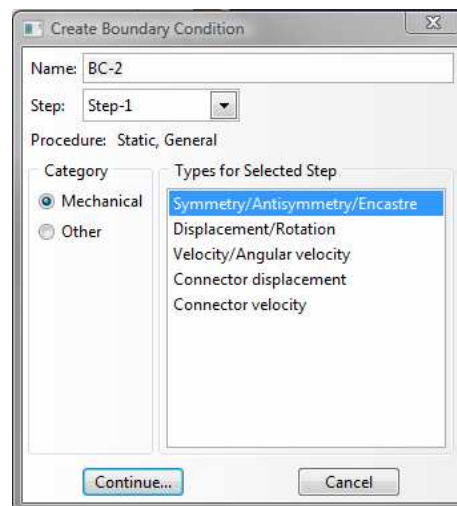 Create Boundary Condition
Name: BC-2
Step: Step-1
Procedure: Static, General
Category
Mechanical
Other
Types for Selected Step
Symmetry/Antisymmetry/Encastre
Displacement/Rotation
Velocity/Angular velocity
Connector displacement
Connector velocity
Continue... Cancel